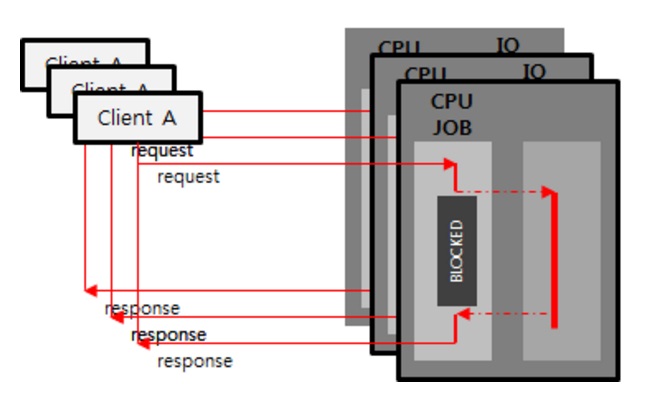 Client A
Client A
Client A
CPU
IO
CPU
IO
CPU
JOB
request
request
BLOCKED
response
response
response